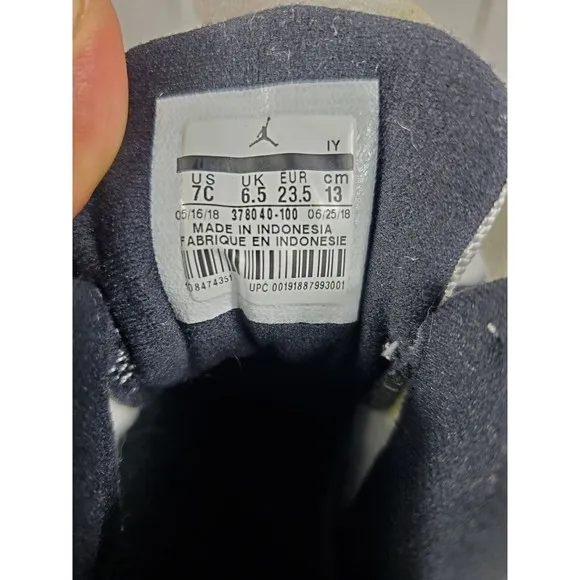 IY
US UK EUR cm
7C 6.5 23.5 13
05/16/18 378040-100 06/25/18
MADE IN INDONESIA
FABRIQUE EN INDONESIE
8474351 UPC 00191887993001